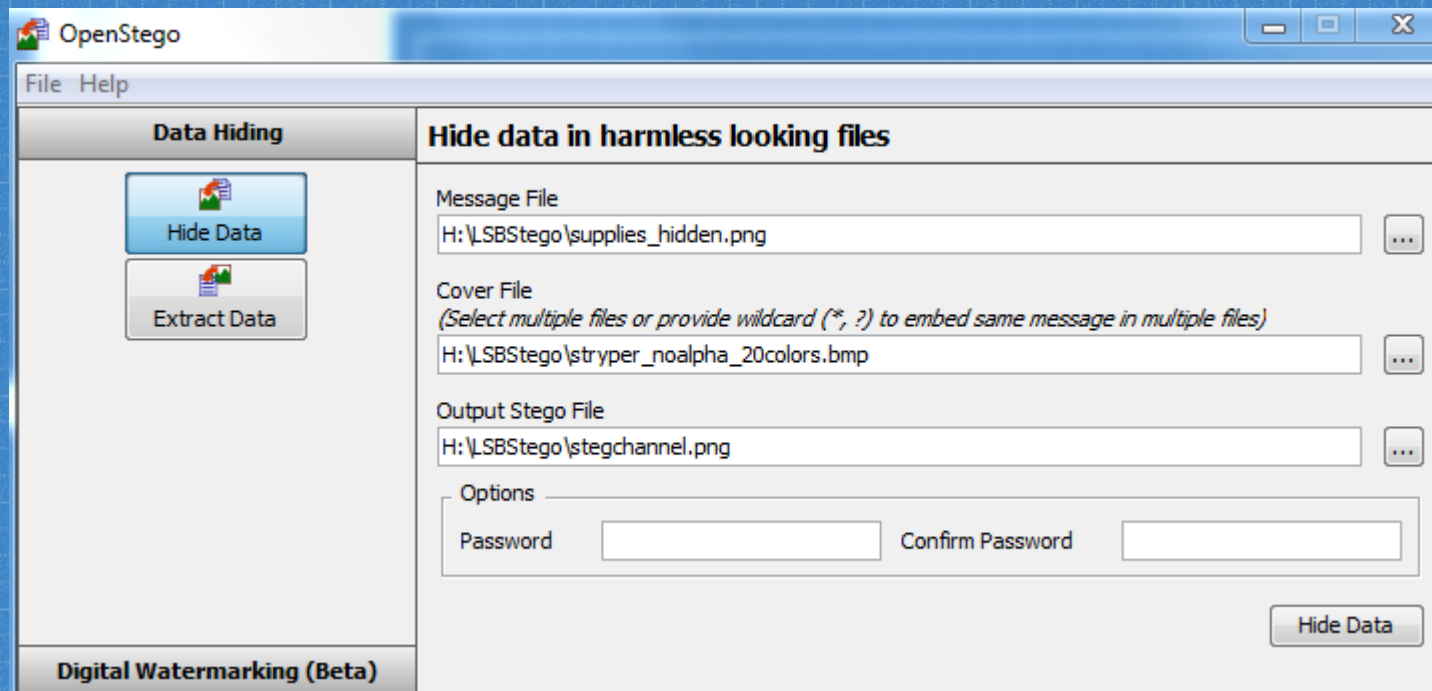 OpenStego
File Help
Data Hiding
Hide Data
Extract Data
Digital Watermarking (Beta)
Hide data in harmless looking files
Message File
H:\LSBStego\supplies_hidden.png
...
Cover File
(Select multiple files or provide wildcard (*, ?) to embed same message in multiple files)
H:\LSBStego\stryper_noalpha_20colors.bmp
...
Output Stego File
H:\LSBStego\stegchannel.png
...
Options
Password Confirm Password
Hide Data